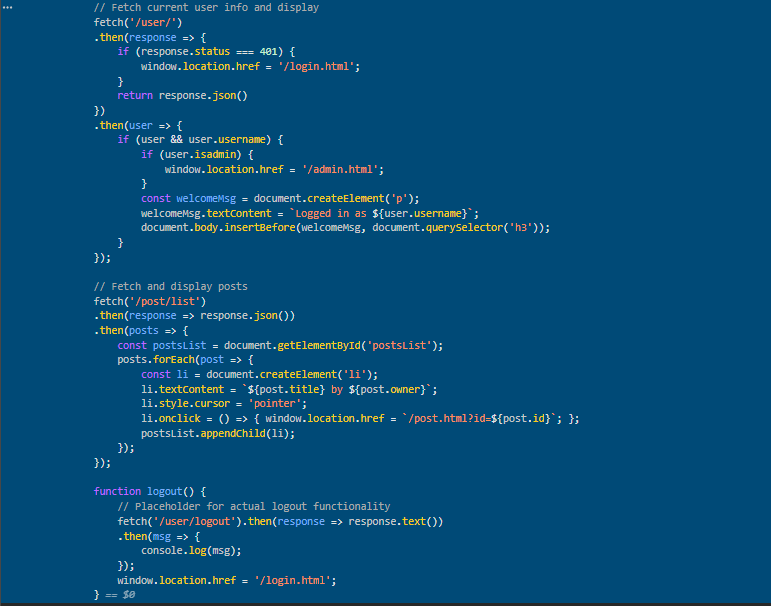 // Fetch current user info and display
fetch('/user/')
.then(response => {
if (response.status === 401) {
window.location.href = '/login.html';
}
return response.json()
})
.then(user => {
if (user && user.username) {
if (user.isadmin) {
window.location.href = '/admin.html';
}
const welcomeMsg = document.createElement('p');
welcomeMsg.textContent = `Logged in as ${user.username}`;
document.body.insertBefore(welcomeMsg, document.querySelector('h3'));
}
});
// Fetch and display posts
fetch('/post/list')
.then(response => response.json())
.then(posts => {
const postsList = document.getElementById('postsList');
posts.forEach(post => {
const li = document.createElement('li');
li.textContent = `${post.title} by ${post.owner}`;
li.style.cursor = 'pointer';
li.onclick = () => { window.location.href = `/post.html?id=${post.id}`; };
postsList.appendChild(li);
});
});
function logout() {
// Placeholder for actual logout functionality
fetch('/user/logout').then(response => response.text())
.then(msg => {
console.log(msg);
});
window.location.href = '/login.html';
} == $0